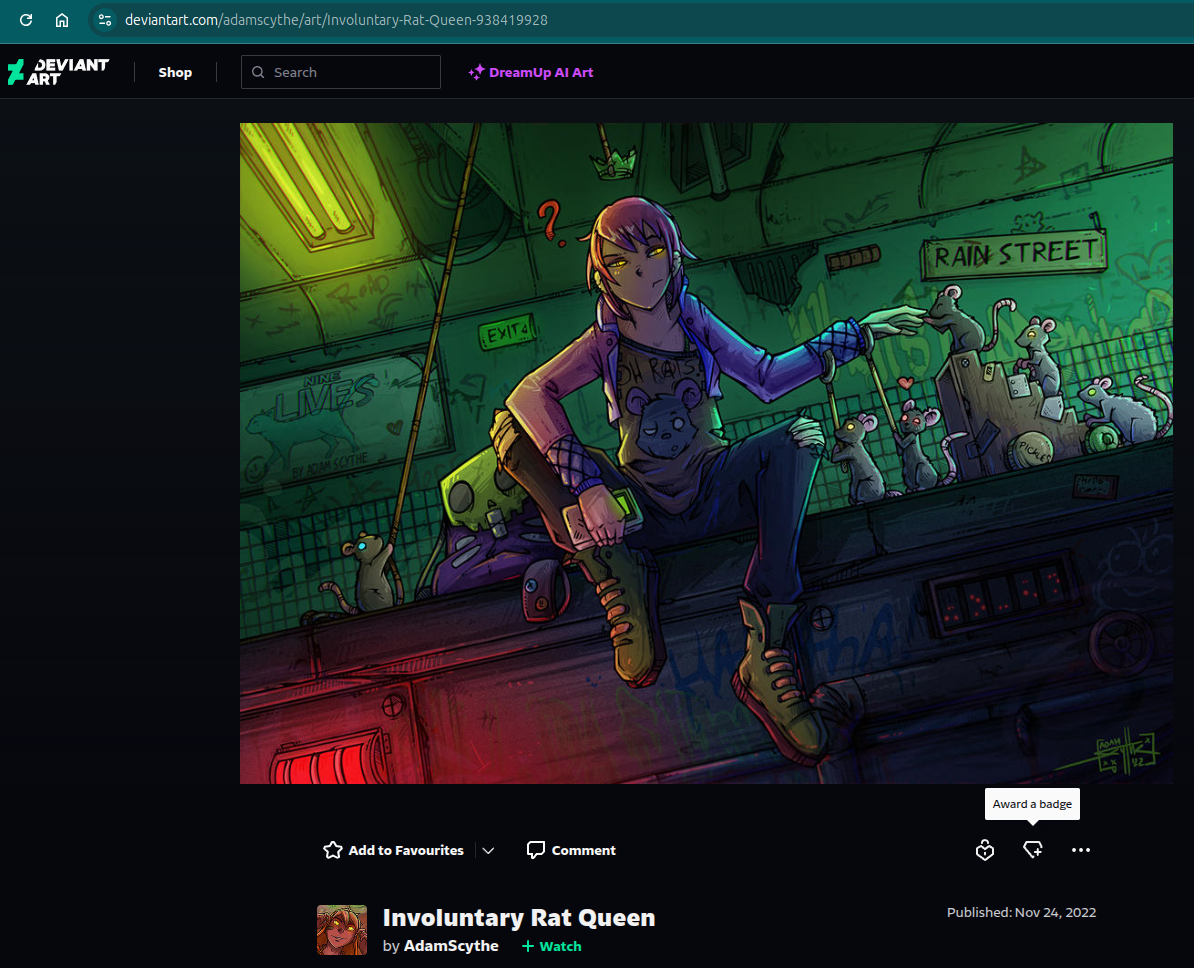 deviantart.com/adamscythe/art/Involuntary-Rat-Queen-938419928
DEVIANT
ART
Shop
Search
DreamUp AI Art
?
RAIN STREET
EXIT
OH RATS.
NINE
LIVES
BY ADAM SCYTHE
PICKLES
ADAM
Award a badge
Add to Favourites
Comment
Involuntary Rat Queen
Published: Nov 24, 2022
by AdamScythe
+ Watch